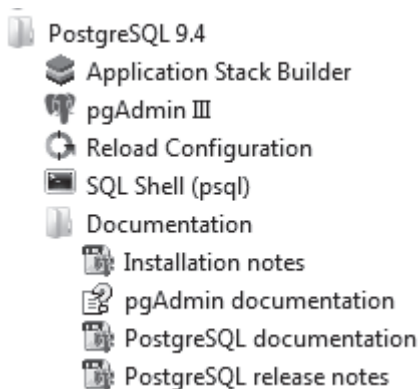 PostgreSQL 9.4
Application Stack Builder
pgAdmin III
Reload Configuration
SQL Shell (psql)
Documentation
Installation notes
pgAdmin documentation
PostgreSQL documentation
PostgreSQL release notes